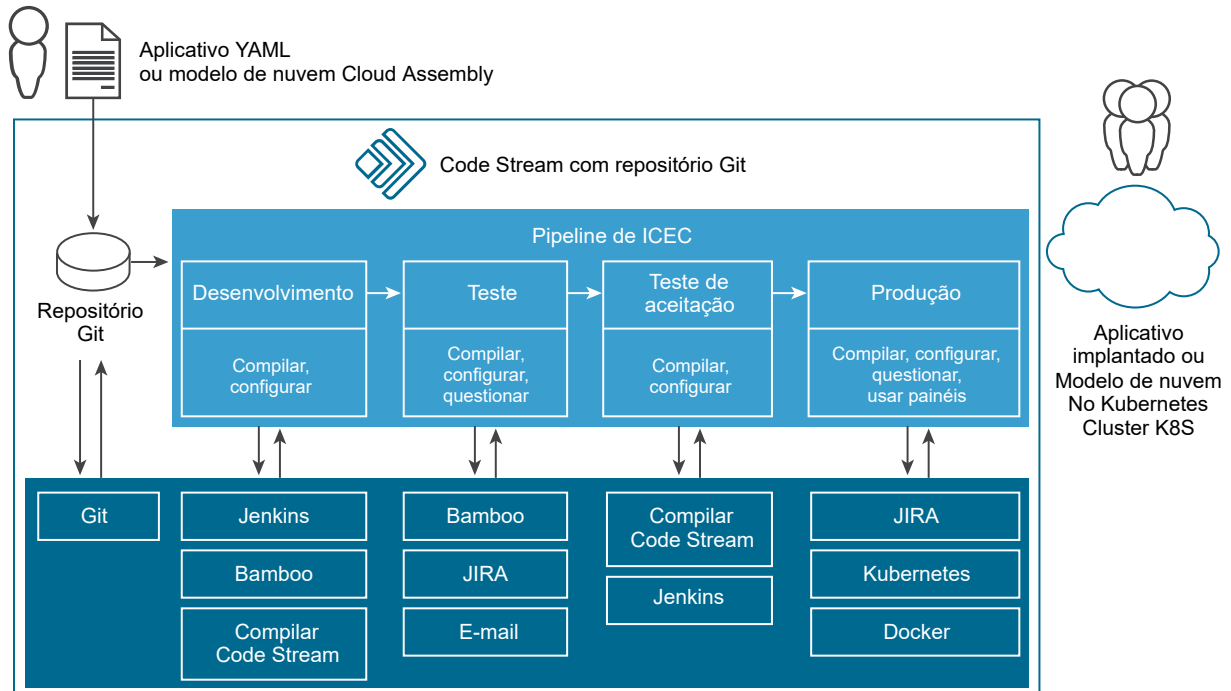 Aplicativo YAML
ou modelo de nuvem Cloud Assembly
Code Stream com repositório Git
Repositório
Git
Pipeline de ICEC
Desenvolvimento
Compilar,
configurar
Teste
Compilar,
configurar,
questionar
Teste de
aceitação
Compilar,
configurar
Produção
Compilar, configurar,
questionar,
usar painéis
Aplicativo
implantado ou
Modelo de nuvem
No Kubernetes
Cluster K8S
Git
Jenkins
Bamboo
Compilar
Code Stream
Bamboo
JIRA
E-mail
Compilar
Code Stream
Jenkins
JIRA
Kubernetes
Docker